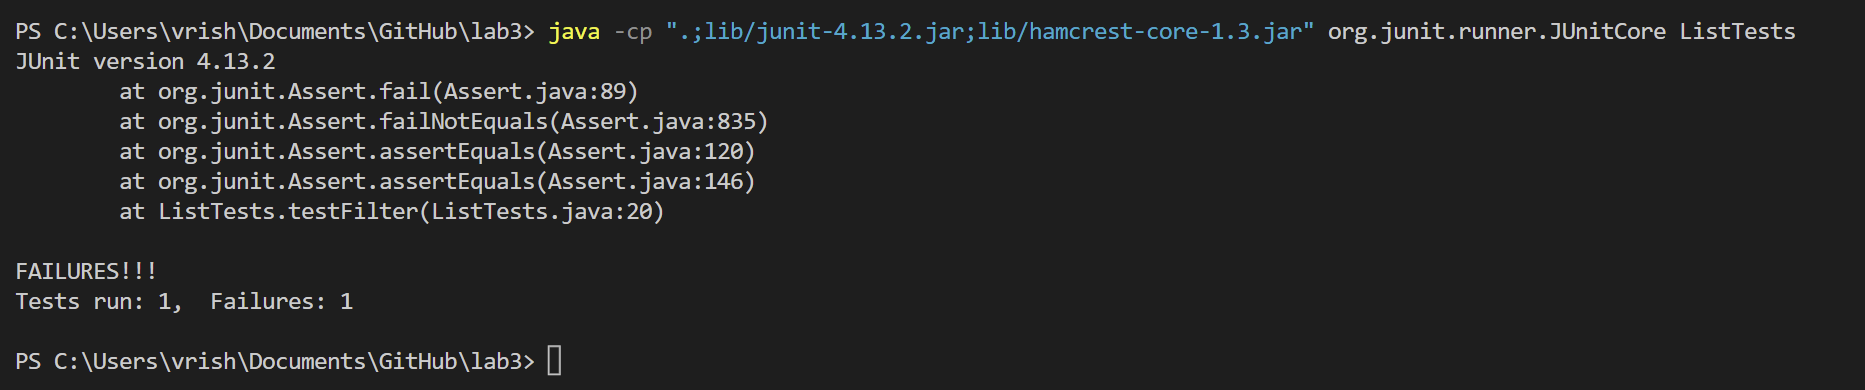 PS C:\Users\vrish\Documents\GitHub\lab3> java -cp ".;lib/junit-4.13.2.jar;lib/hamcrest-core-1.3.jar" org.junit.runner.JUnitCore ListTests
JUnit version 4.13.2
at org.junit.Assert.fail(Assert.java:89)
at org.junit.Assert.failNotEquals(Assert.java:835)
at org.junit.Assert.assertEquals(Assert.java:120)
at org.junit.Assert.assertEquals(Assert.java:146)
at ListTests.testFilter(ListTests.java:20)
FAILURES!!!
Tests run: 1,  Failures: 1
PS C:\Users\vrish\Documents\GitHub\lab3>